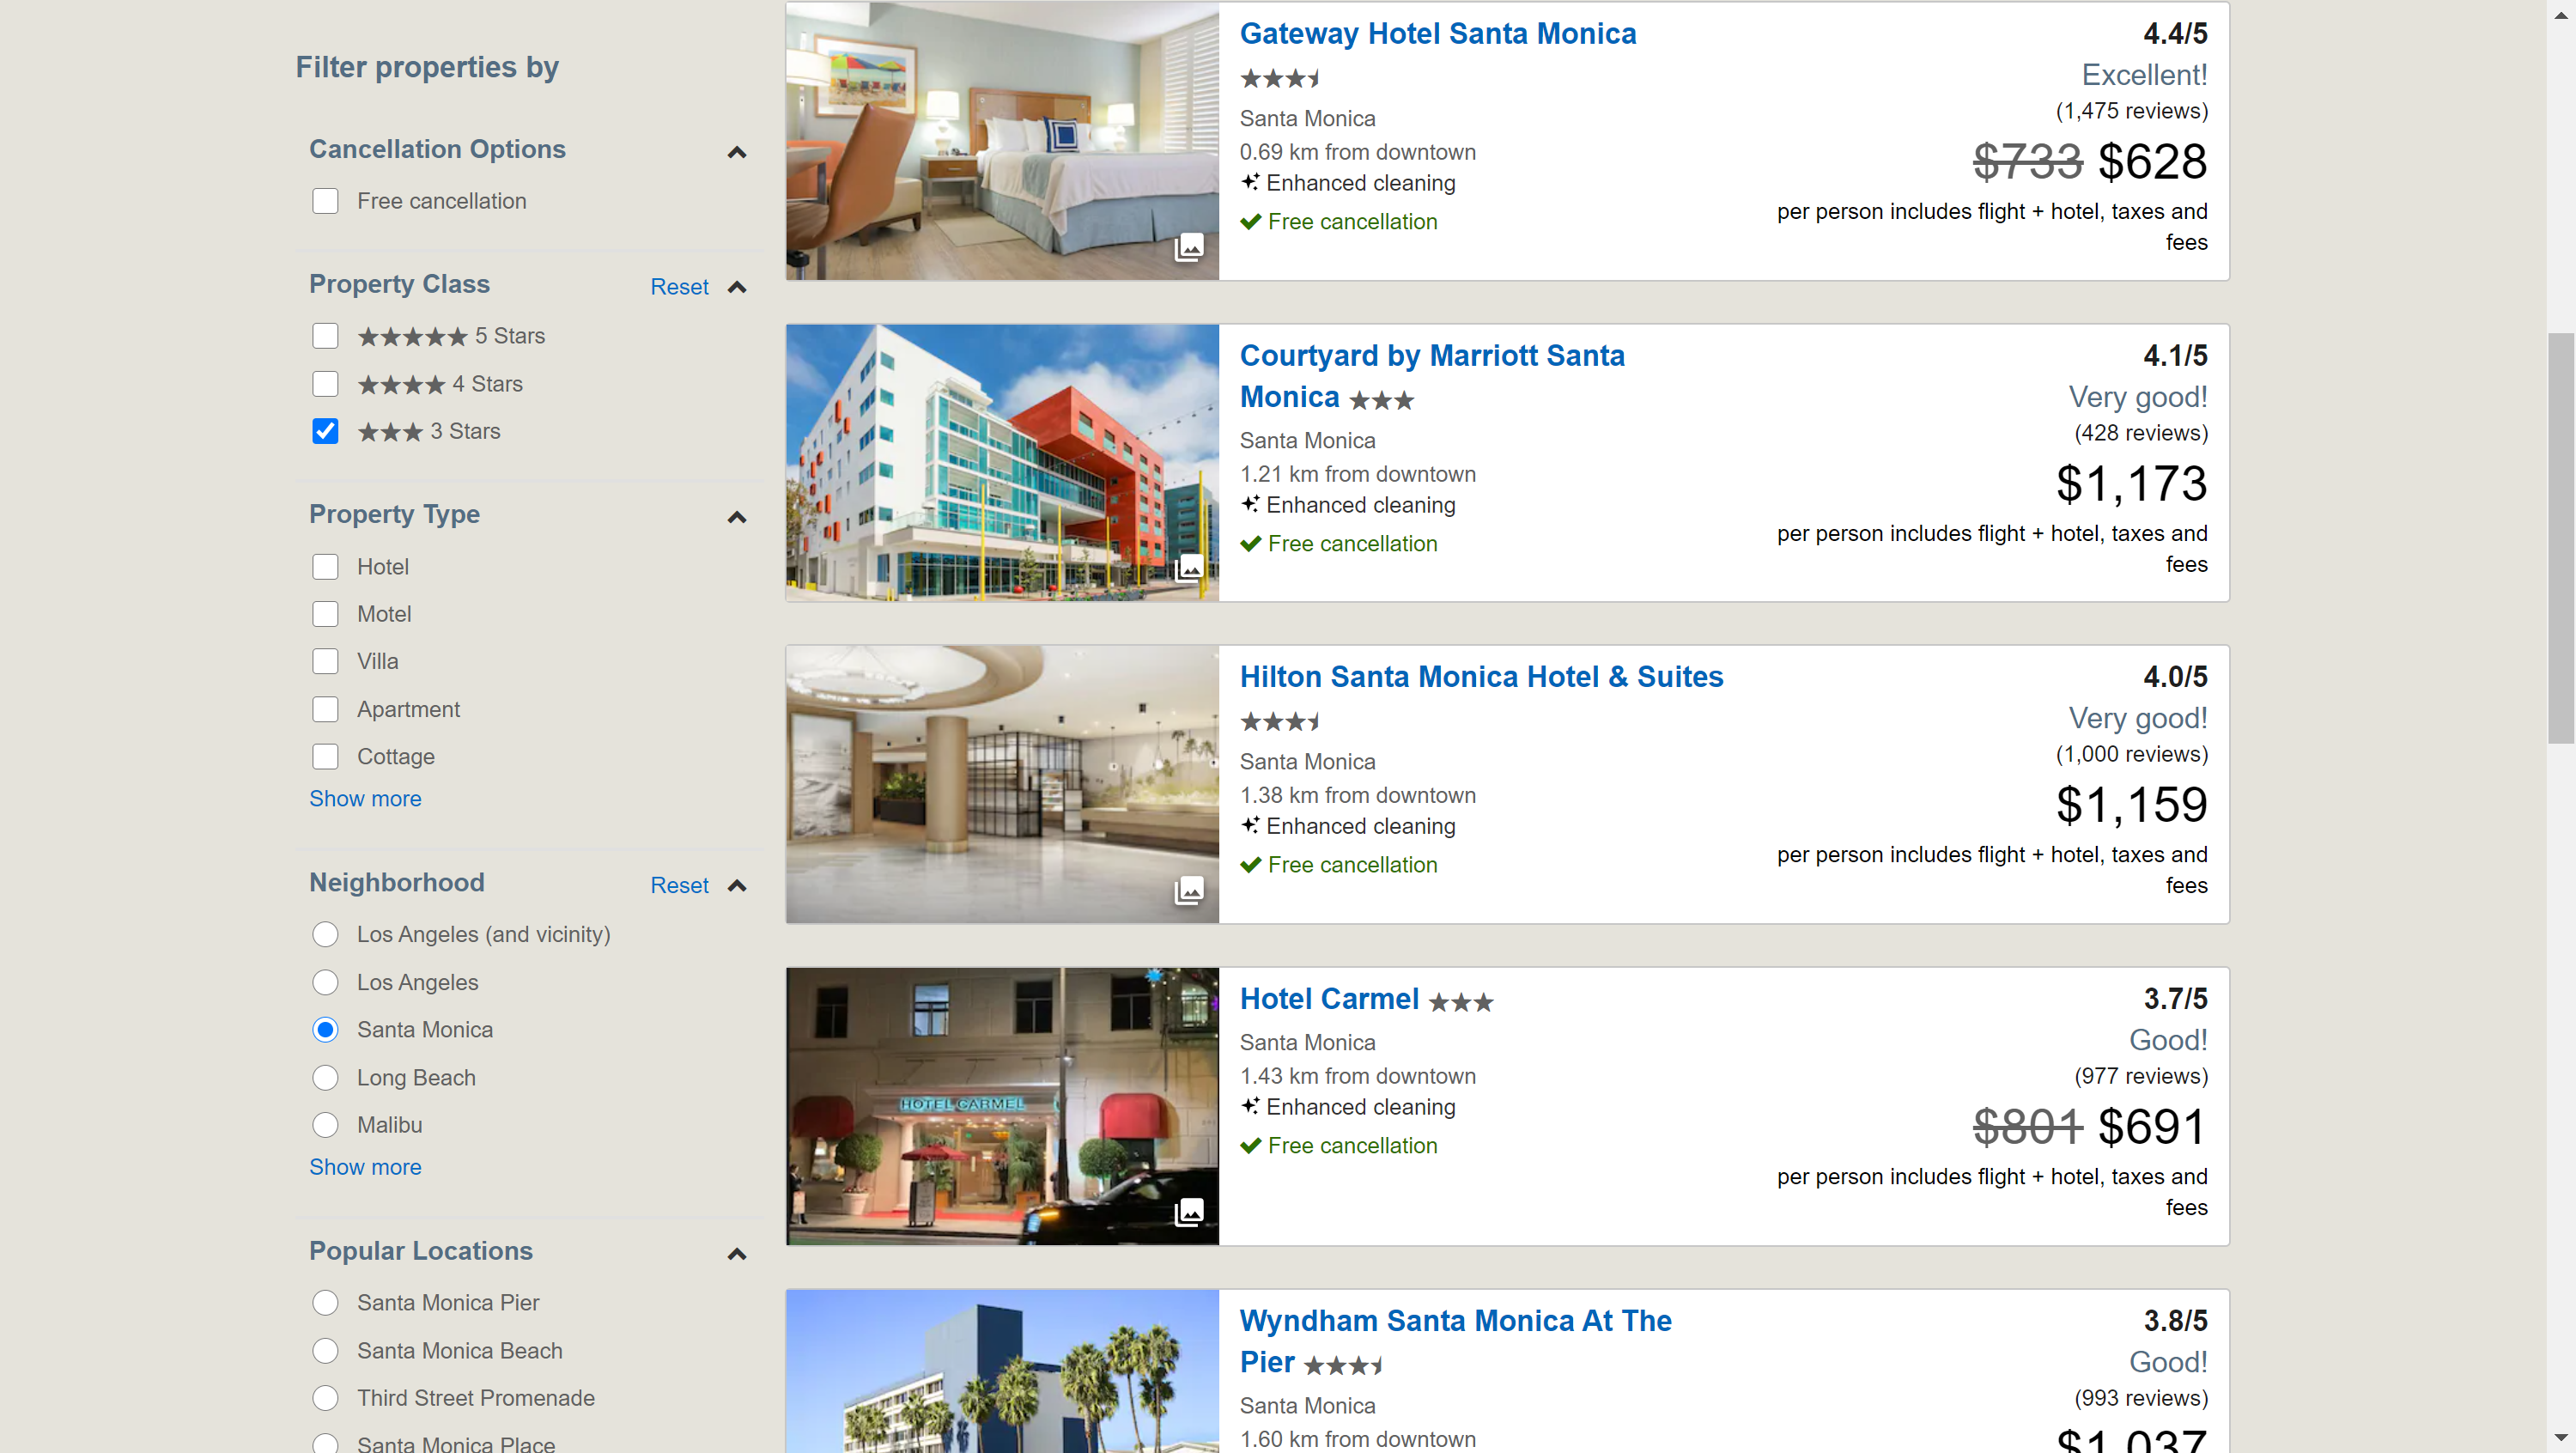 Filter properties by
Cancellation Options
Free cancellation
Property Class
Reset
5 Stars
4 Stars
3 Stars
Property Type
Hotel
Motel
Villa
Apartment
Cottage
Show more
Neighborhood
Reset
Los Angeles (and vicinity)
Los Angeles
Santa Monica
Long Beach
Malibu
Show more
Popular Locations
Santa Monica Pier
Santa Monica Beach
Third Street Promenade
Santa Monica Place
Gateway Hotel Santa Monica
Santa Monica
0.69 km from downtown
Enhanced cleaning
Free cancellation
4.4/5
Excellent!
(1,475 reviews)
$733 $628
per person includes flight + hotel, taxes and
fees
Courtyard by Marriott Santa
Monica
Santa Monica
1.21 km from downtown
Enhanced cleaning
Free cancellation
4.1/5
Very good!
(428 reviews)
$1,173
per person includes flight + hotel, taxes and
fees
Hilton Santa Monica Hotel & Suites
Santa Monica
1.38 km from downtown
Enhanced cleaning
Free cancellation
4.0/5
Very good!
(1,000 reviews)
$1,159
per person includes flight + hotel, taxes and
fees
HOTEL CARMEL
Hotel Carmel
Santa Monica
1.43 km from downtown
Enhanced cleaning
Free cancellation
3.7/5
Good!
(977 reviews)
$801 $691
per person includes flight + hotel, taxes and
fees
Wyndham Santa Monica At The
Pier
Santa Monica
1.60 km from downtown
3.8/5
Good!
(993 reviews)
$1,037